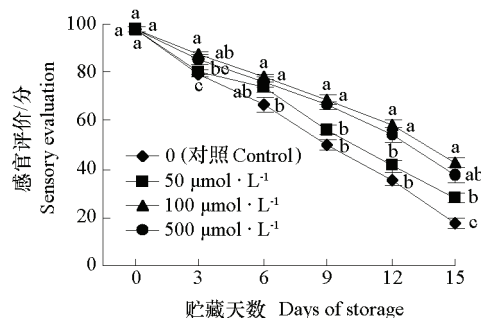 100
80
60
40
20
0
感官评价/分
Sensory evaluation
a a a
a ab bc c
a a ab b
a a b b
a a b b
a ab b c
0 (对照 Control)
50 μmol · L-1
100 μmol · L-1
500 μmol · L-1
0 3 6 9 12 15
贮藏天数 Days of storage